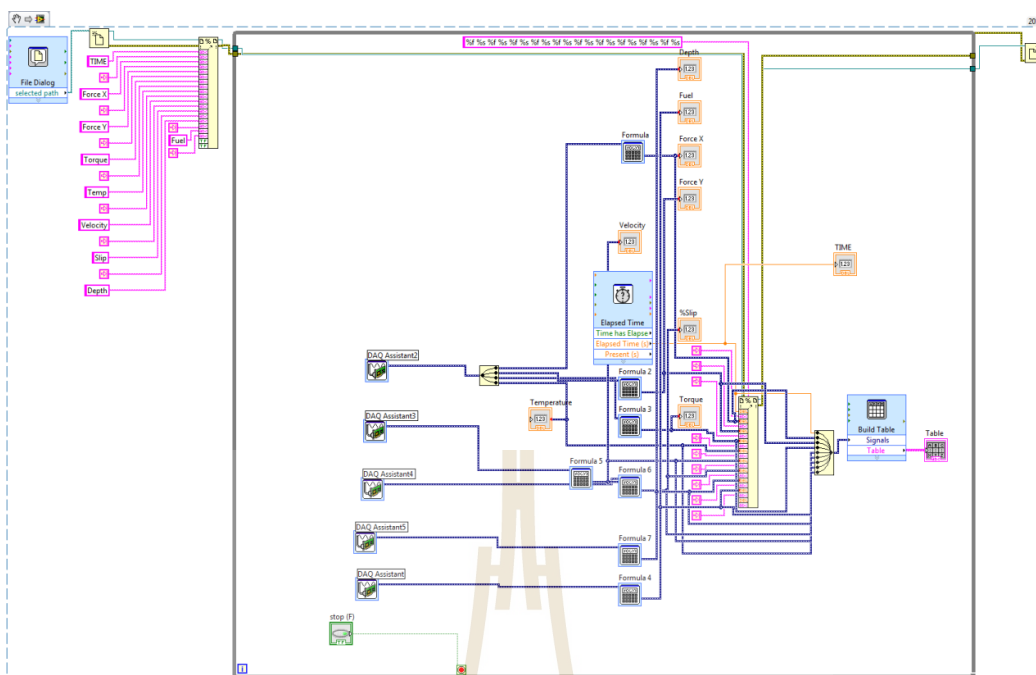 20
File Dialog
selected path
TIME
Force X
Force Y
Torque
Temp
Velocity
Slip
Depth
Fuel
%f %s %f %s %f %s %f %s %f %s %f %s %f %s %f %s
Depth
Fuel
Formula
Force X
Force Y
Velocity
TIME
Elapsed Time
Time has Elapse
Elapsed Time (s)
Present (s)
%Slip
DAQ Assistant2
Formula 2
Temperature
Formula 3
Torque
Build Table
Signals
Table
Table
DAQ Assistant3
Formula 5
Formula 6
DAQ Assistant4
DAQ Assistant5
Formula 7
DAQ Assistant
Formula 4
stop (F)
i